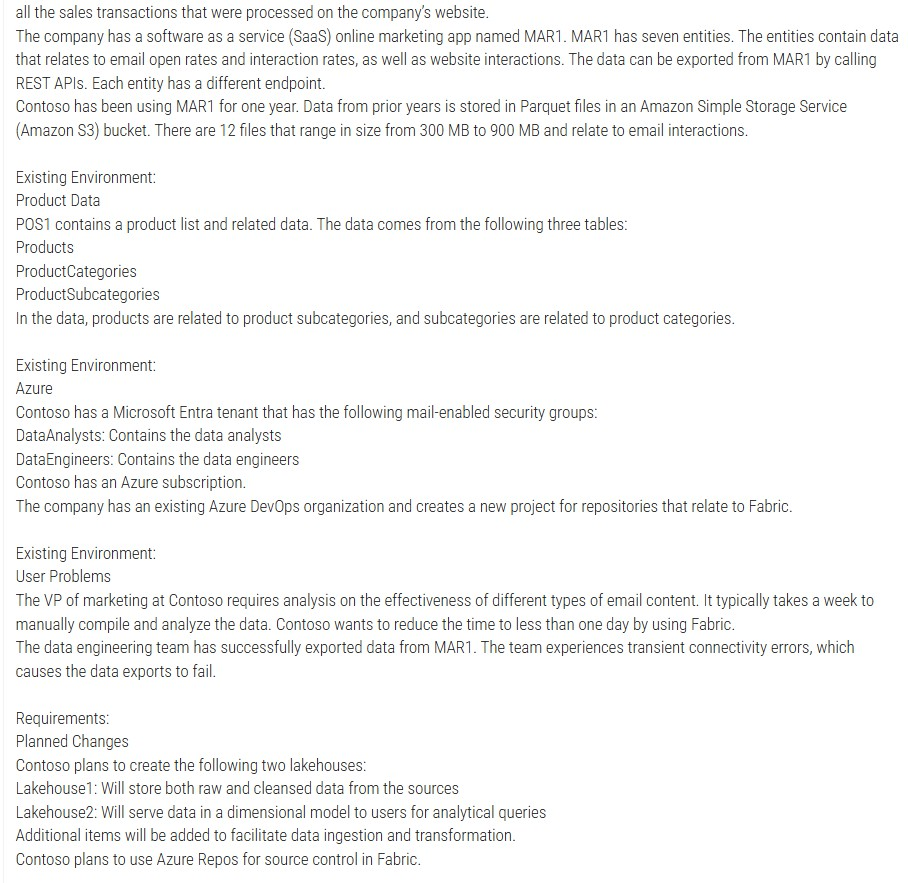 all the sales transactions that were processed on the company's website.
The company has a software as a service (SaaS) online marketing app named MAR1. MAR1 has seven entities. The entities contain data
that relates to email open rates and interaction rates, as well as website interactions. The data can be exported from MAR1 by calling
REST APIs. Each entity has a different endpoint.
Contoso has been using MAR1 for one year. Data from prior years is stored in Parquet files in an Amazon Simple Storage Service
(Amazon S3) bucket. There are 12 files that range in size from 300 MB to 900 MB and relate to email interactions.
Existing Environment:
Product Data
POS1 contains a product list and related data. The data comes from the following three tables:
Products
ProductCategories
ProductSubcategories
In the data, products are related to product subcategories, and subcategories are related to product categories.
Existing Environment:
Azure
Contoso has a Microsoft Entra tenant that has the following mail-enabled security groups:
DataAnalysts: Contains the data analysts
DataEngineers: Contains the data engineers
Contoso has an Azure subscription.
The company has an existing Azure DevOps organization and creates a new project for repositories that relate to Fabric.
Existing Environment:
User Problems
The VP of marketing at Contoso requires analysis on the effectiveness of different types of email content. It typically takes a week to
manually compile and analyze the data. Contoso wants to reduce the time to less than one day by using Fabric.
The data engineering team has successfully exported data from MAR1. The team experiences transient connectivity errors, which
causes the data exports to fail.
Requirements:
Planned Changes
Contoso plans to create the following two lakehouses:
Lakehouse1: Will store both raw and cleansed data from the sources
Lakehouse2: Will serve data in a dimensional model to users for analytical queries
Additional items will be added to facilitate data ingestion and transformation.
Contoso plans to use Azure Repos for source control in Fabric.